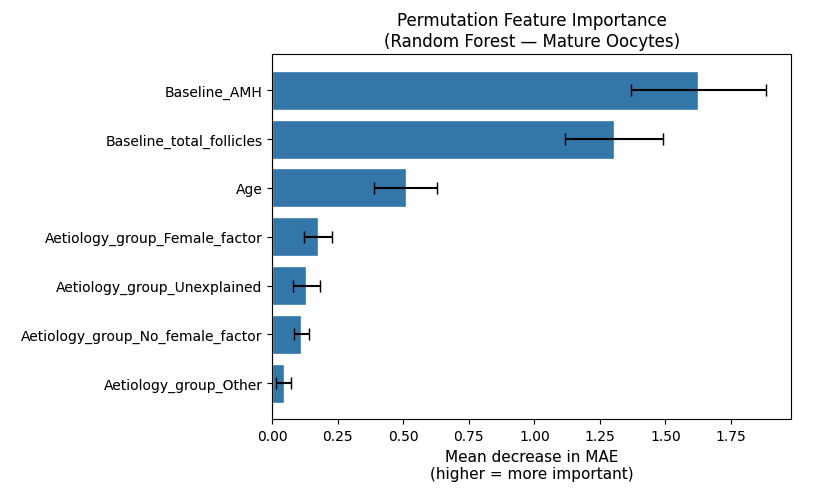 Permutation Feature Importance
(Random Forest — Mature Oocytes)
Baseline_AMH
Baseline_total_follicles
Age
Aetiology_group_Female_factor
Aetiology_group_Unexplained
Aetiology_group_No_female_factor
Aetiology_group_Other
0.00 0.25 0.50 0.75 1.00 1.25 1.50 1.75
Mean decrease in MAE
(higher = more important)